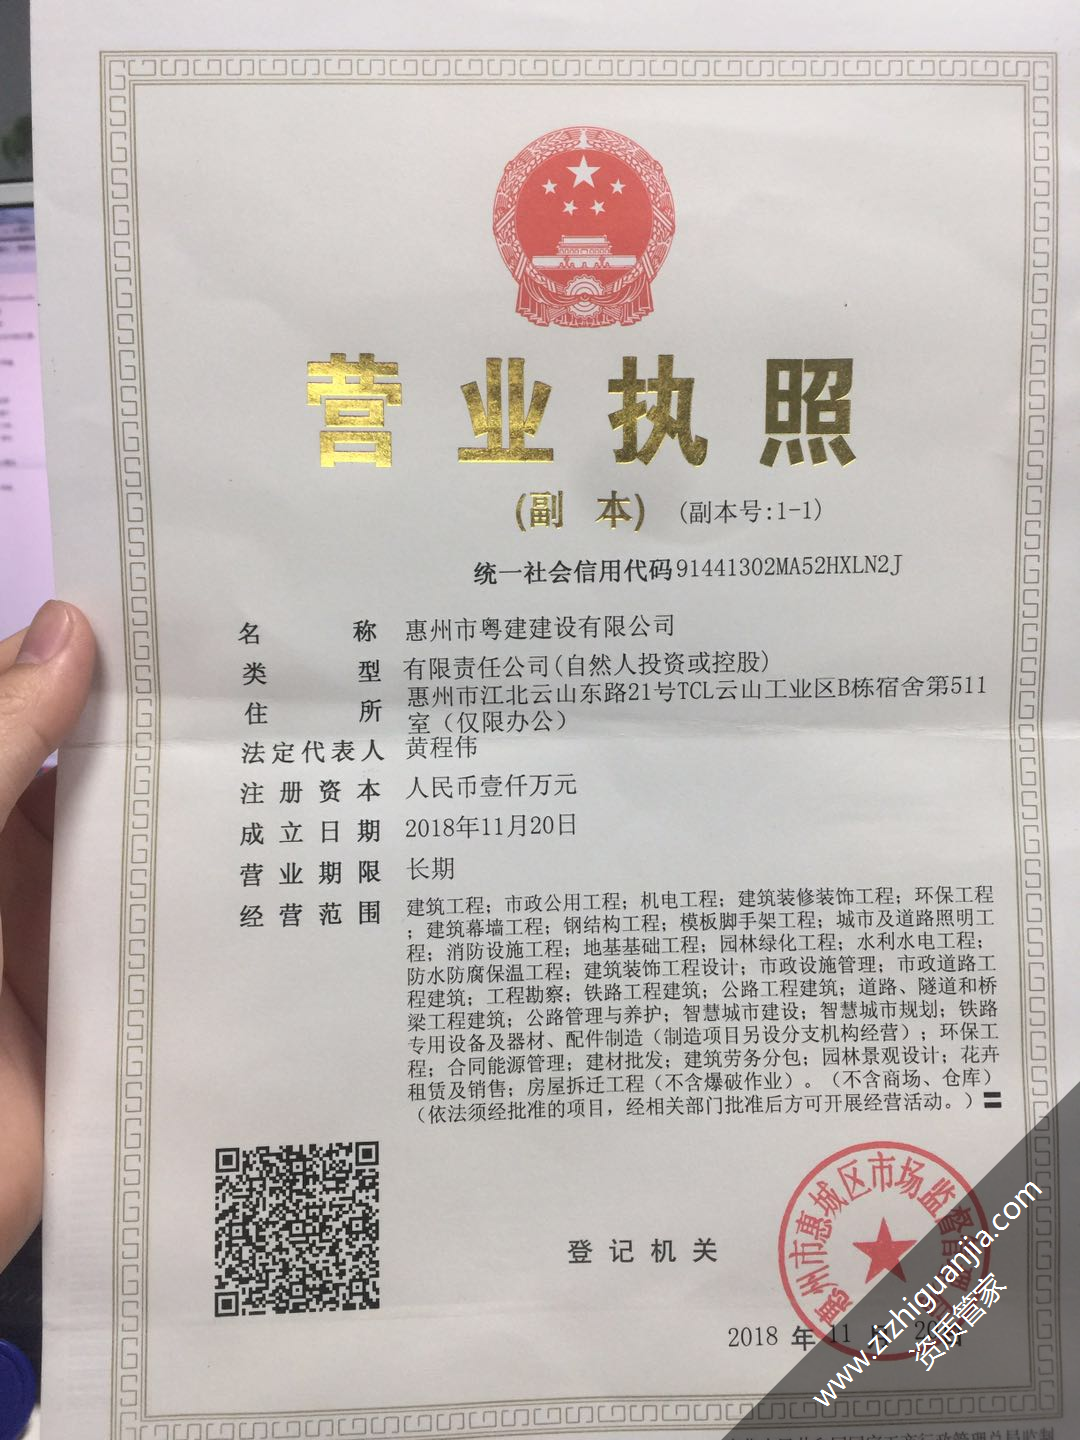 营业执照
(副 本) (副本号:1-1)
统一社会信用代码91441302MA52HXLN2J
名 称 惠州市粤建建设有限公司
类 型 有限责任公司(自然人投资或控股)
住 所 惠州市江北云山东路21号TCL云山工业区B栋宿舍第511
室（仅限办公）
法定代表人 黄程伟
注册资本 人民币壹仟万元
成立日期 2018年11月20日
营业期限 长期
经营范围 建筑工程；市政公用工程；机电工程；建筑装修装饰工程；环保工程
；建筑幕墙工程；钢结构工程；模板脚手架工程；城市及道路照明工
程；消防设施工程；地基基础工程；园林绿化工程；水利水电工程；
防水防腐保温工程；建筑装饰工程设计；市政设施管理；市政道路工
程建筑；工程勘察；铁路工程建筑；公路工程建筑；道路、隧道和桥
梁工程建筑；公路管理与养护；智慧城市建设；智慧城市规划；铁路
专用设备及器材、配件制造（制造项目另设分支机构经营）；环保工
程；合同能源管理；建材批发；建筑劳务分包；园林景观设计；花卉
租赁及销售；房屋拆迁工程（不含爆破作业）。（不含商场、仓库）
（依法须经批准的项目，经相关部门批准后方可开展经营活动。）〓
惠州市惠城区市场监督管理局
登记机关
2018 年 11 月 20日
www.zizhiguanjia.com
资质管家